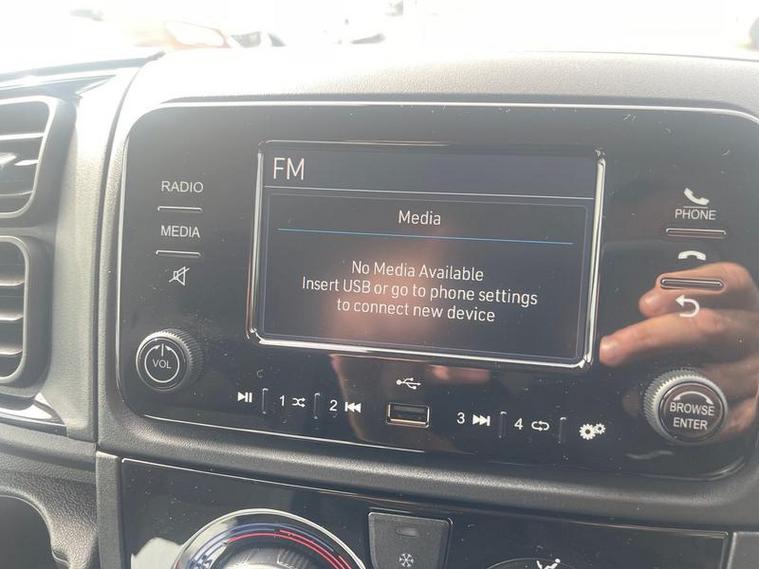 FM
RADIO
MEDIA
Media
No Media Available
Insert USB or go to phone settings
to connect new device
PHONE
VOL
1
2
3
4
BROWSE
ENTER